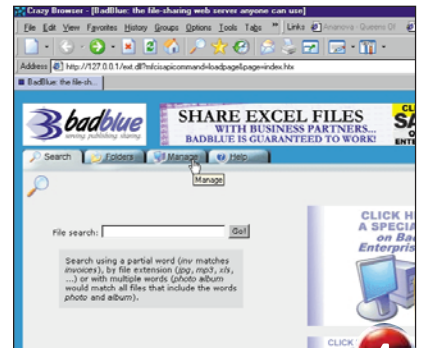 Crazy Browser - [BadBlue: the file-sharing web server anyone can use]
File Edit View Favorites History Groups Options Tools Tabs » Links Ananova Queens Of
Address http://127.0.0.1/ext.dll?mfcisapicommand=loadpage&page=index.htx
BadBlue: the file-sh...
badblue
serving publishing sharing
SHARE EXCEL FILES
WITH BUSINESS PARTNERS...
BADBLUE IS GUARANTEED TO WORK!
CL
SA
O
ENTE
Search Folders Manage Help
Manage
File search: Go!
Search using a partial word (inv matches
invoices), by file extension (jpg, mp3, xls,
...) or with multiple words (photo album
would match all files that include the words
photo and album).
CLICK H
A SPECIA
on Ba
Enterpris
CLICK